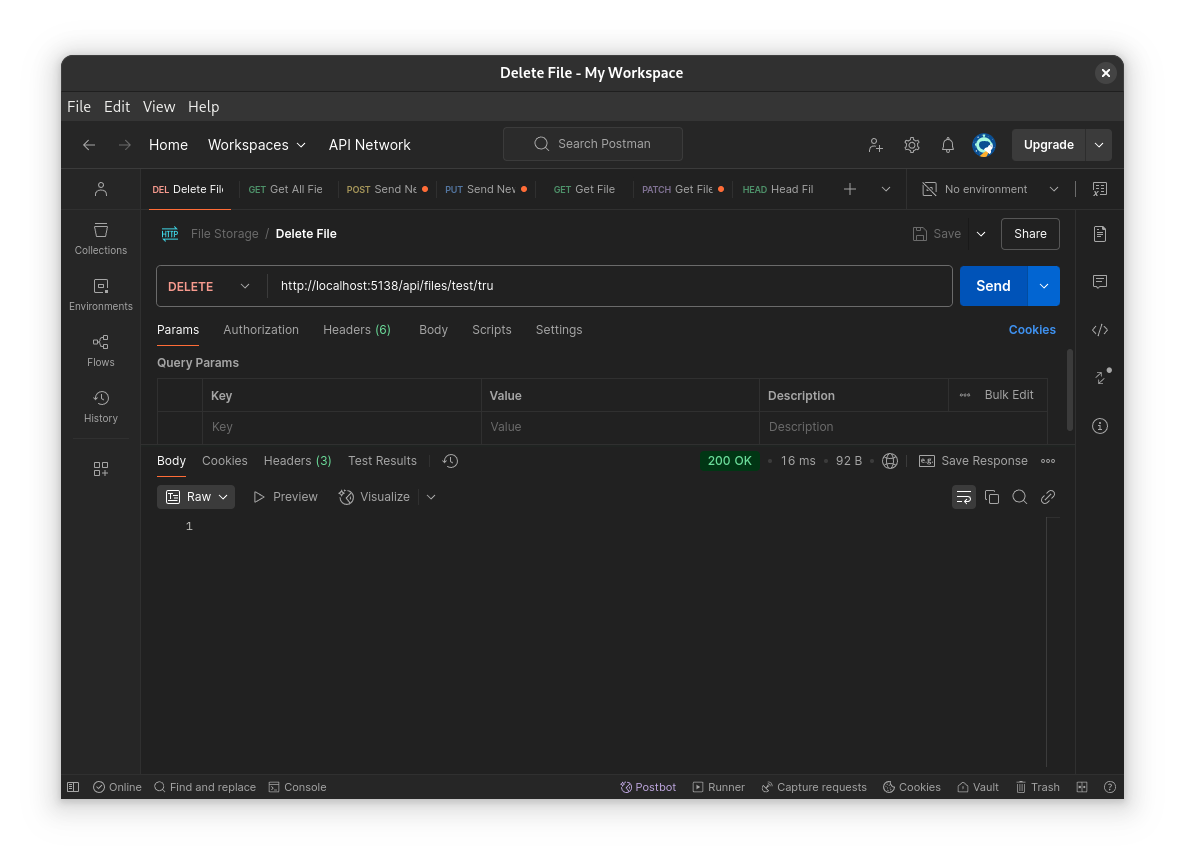 Delete File - My Workspace
File Edit View Help
Home Workspaces API Network Search Postman Upgrade
DEL Delete File GET Get All File POST Send Ne PUT Send New GET Get File PATCH Get File HEAD Head Fil No environment
HTTP File Storage / Delete File Save Share
Collections
DELETE http://localhost:5138/api/files/test/tru Send
Environments
Params Authorization Headers (6) Body Scripts Settings Cookies
Flows
Query Params
Key Value Description Bulk Edit
History
Key Value Description
Body Cookies Headers (3) Test Results 200 OK • 16 ms • 92 B • e.g. Save Response
Raw Preview Visualize
1
Online Find and replace Console Postbot Runner Capture requests Cookies Vault Trash